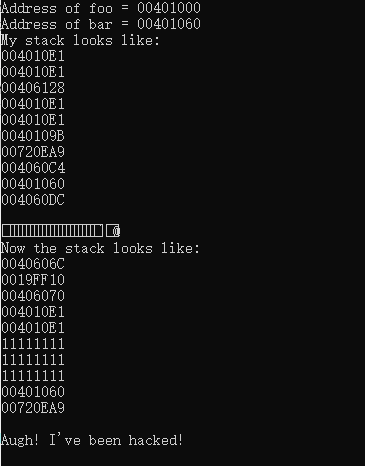 Address of foo = 00401000
Address of bar = 00401060
My stack looks like:
004010E1
004010E1
00406128
004010E1
004010E1
0040109B
00720EA9
004060C4
00401060
004060DC
@
Now the stack looks like:
0040606C
0019FF10
00406070
004010E1
004010E1
11111111
11111111
11111111
00401060
00720EA9
Augh! I've been hacked!